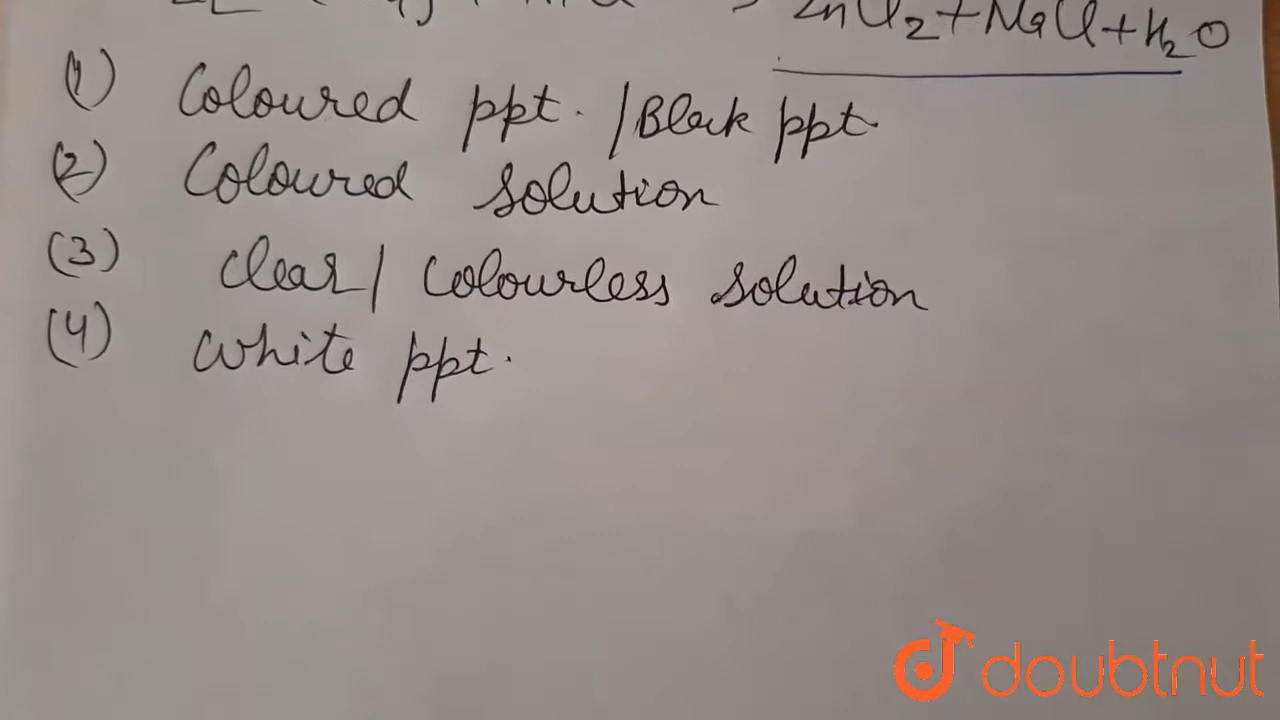 ZnCl₂ + NaCl + H₂O
(1) Coloured ppt. / Black ppt.
(2) Coloured solution
(3) Clear / Colourless solution
(4) White ppt.
doubtnut